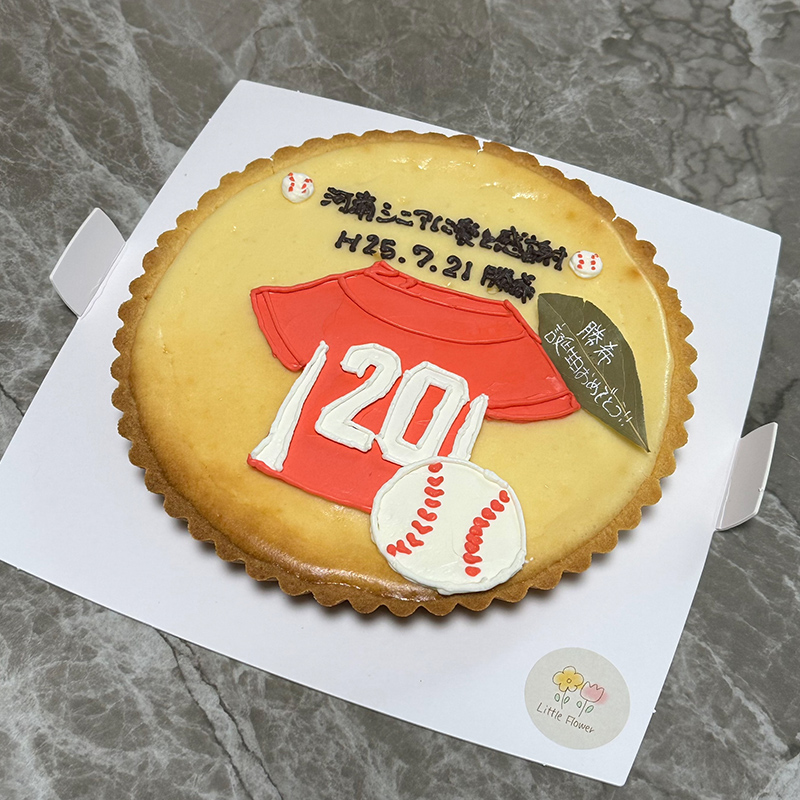 河南シニアに愛と感謝
H25.7.21 勝希
勝希
誕生日おめでとう!!
20
Little Flower